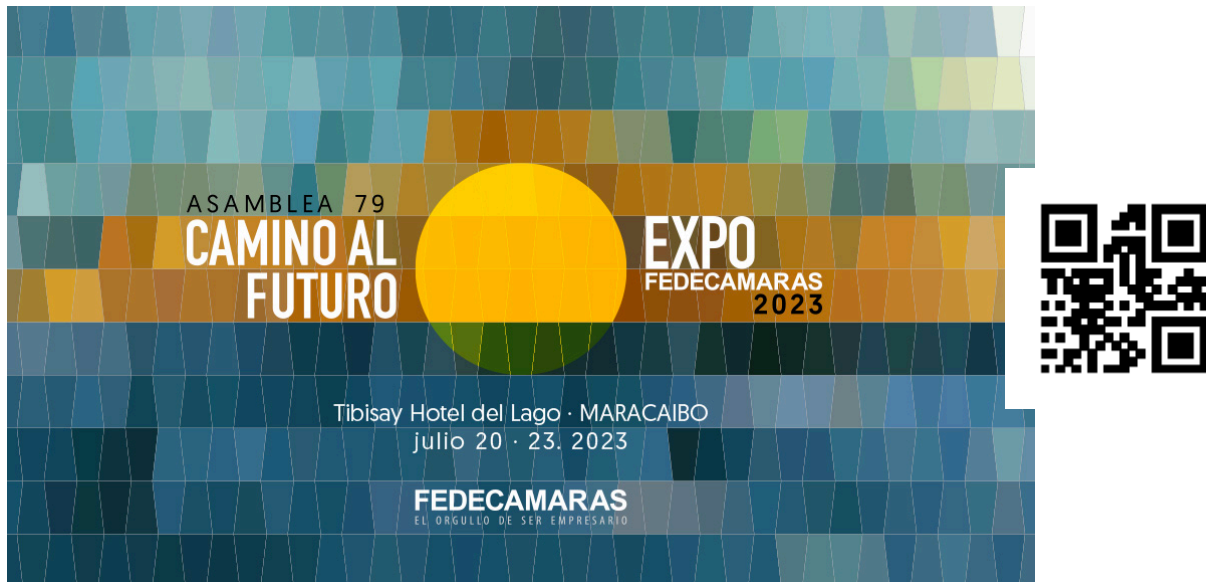 ASAMBLEA 79
CAMINO AL
FUTURO
EXPO
FEDECAMARAS
2023
Tibisay Hotel del Lago · MARACAIBO
julio 20 · 23. 2023
FEDECAMARAS
EL ORGULLO DE SER EMPRESARIO